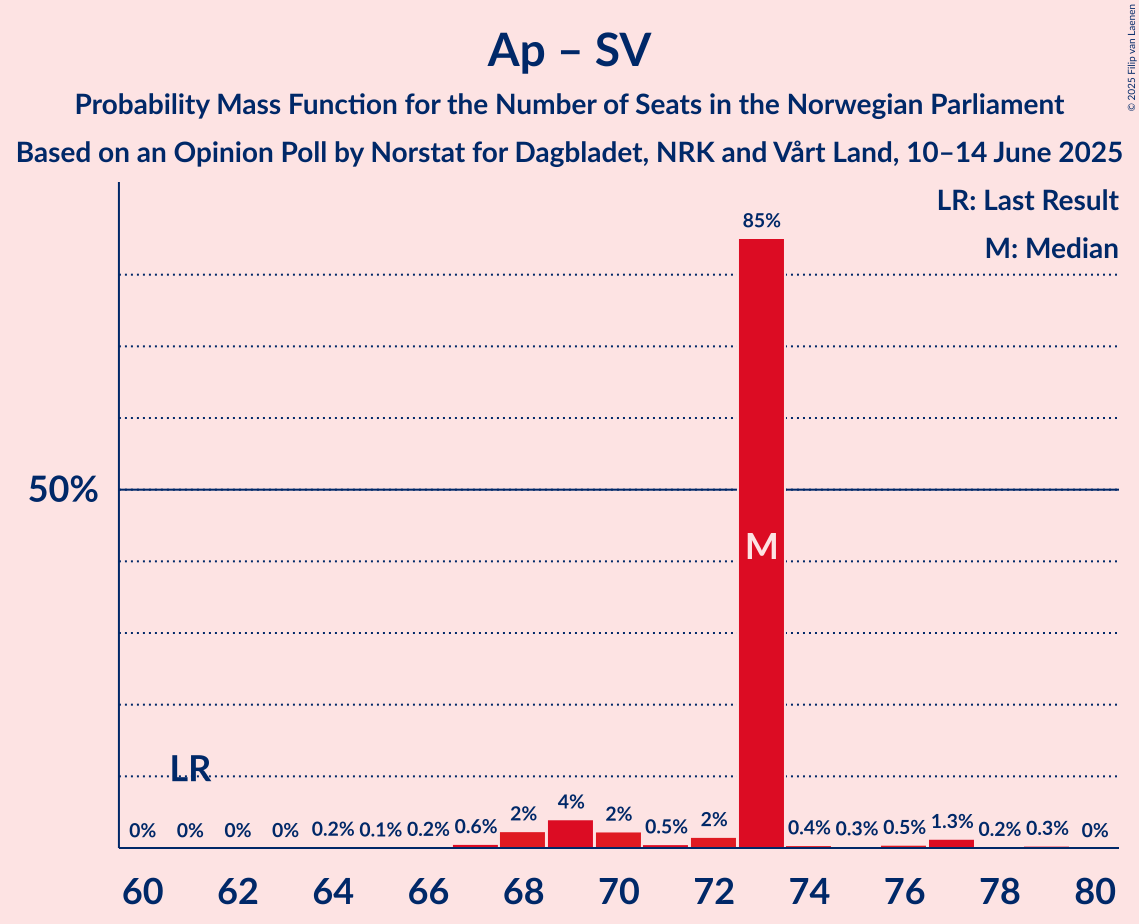 Ap – SV
Probability Mass Function for the Number of Seats in the Norwegian Parliament
Based on an Opinion Poll by Norstat for Dagbladet, NRK and Vårt Land, 10–14 June 2025
© 2025 Filip van Laenen
LR: Last Result
M: Median
85%
50%
M
LR
0% 0% 0% 0% 0.2% 0.1% 0.2% 0.6% 2% 4% 2% 0.5% 2% 0.4% 0.3% 0.5% 1.3% 0.2% 0.3% 0%
60 62 64 66 68 70 72 74 76 78 80